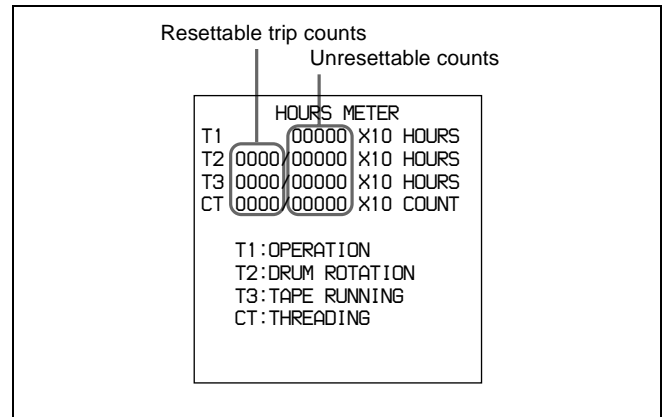 Resettable trip counts
Unresettable counts
HOURS METER
T1 00000 X10 HOURS
T2 0000/00000 X10 HOURS
T3 0000/00000 X10 HOURS
CT 0000/00000 X10 COUNT
T1:OPERATION
T2:DRUM ROTATION
T3:TAPE RUNNING
CT:THREADING